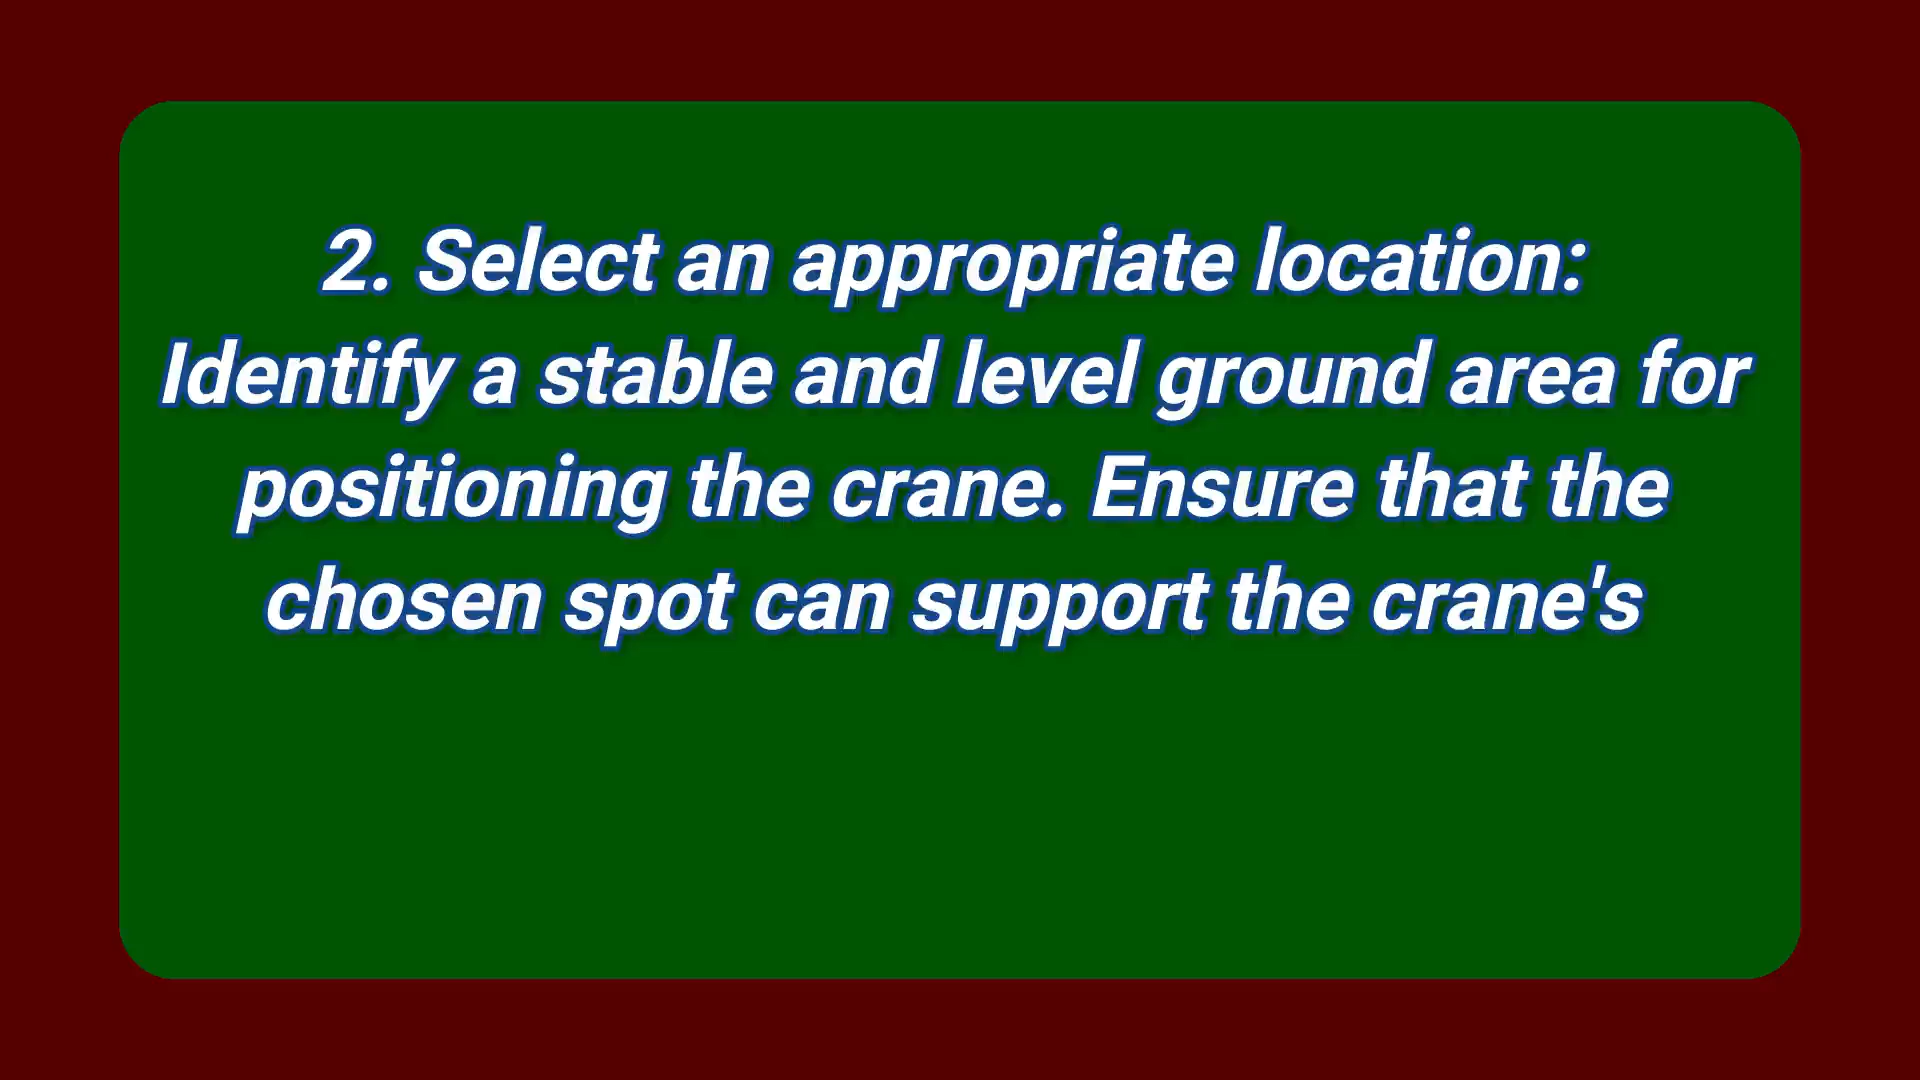 2. Select an appropriate location:
Identify a stable and level ground area for
positioning the crane. Ensure that the
chosen spot can support the crane's